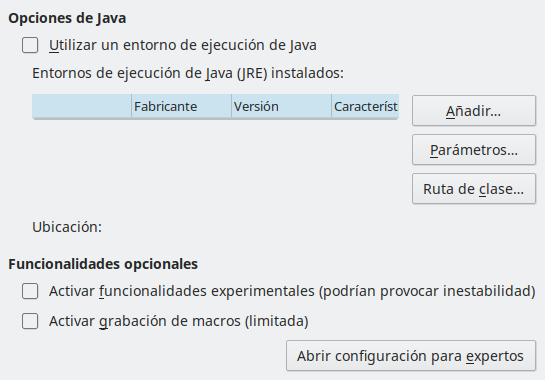 Opciones de Java
Utilizar un entorno de ejecución de Java
Entornos de ejecución de Java (JRE) instalados:
Fabricante Versión Característ
Añadir...
Parámetros...
Ruta de clase...
Ubicación:
Funcionalidades opcionales
Activar funcionalidades experimentales (podrían provocar inestabilidad)
Activar grabación de macros (limitada)
Abrir configuración para expertos